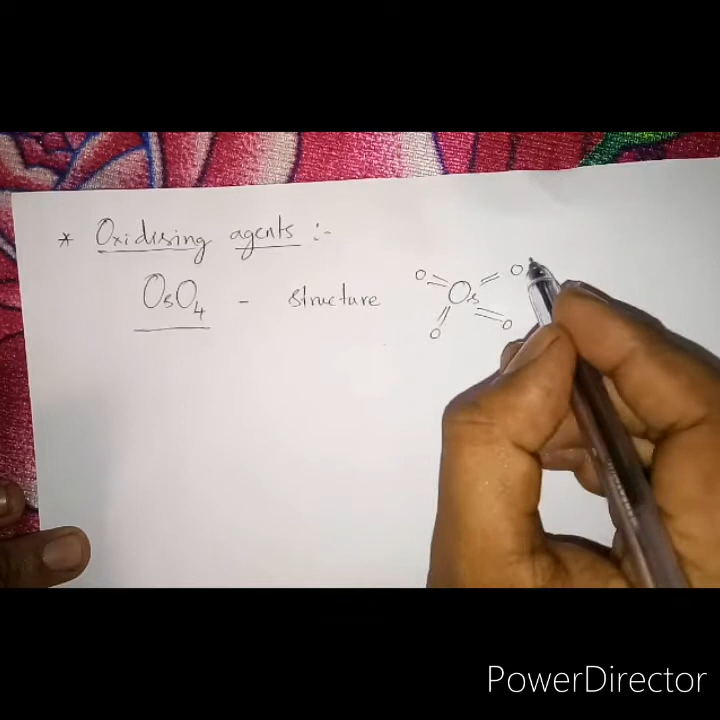 * Oxidising agents :-
O O
OsO4 - structure Os
O O
PowerDirector